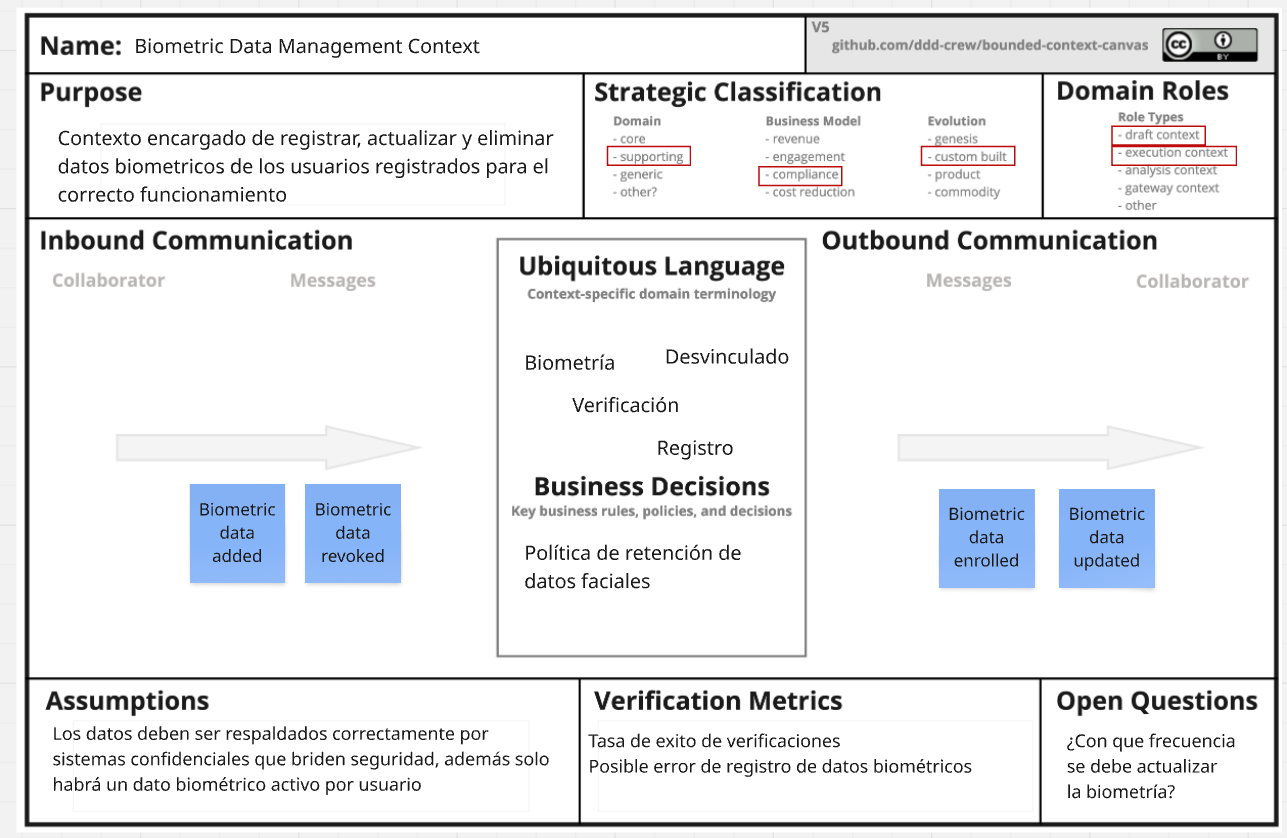 Name: Biometric Data Management Context
V5
github.com/ddd-crew/bounded-context-canvas
cc
BY
Purpose
Contexto encargado de registrar, actualizar y eliminar
datos biometricos de los usuarios registrados para el
correcto funcionamiento
Strategic Classification
Domain
- core
- supporting
- generic
- other?
Business Model
- revenue
- engagement
- compliance
- cost reduction
Evolution
- genesis
- custom built
- product
- commodity
Domain Roles
Role Types
- draft context
- execution context
- analysis context
- gateway context
- other
Inbound Communication
Collaborator
Messages
Biometric
data
added
Biometric
data
revoked
Ubiquitous Language
Context-specific domain terminology
Biometría
Desvinculado
Verificación
Registro
Business Decisions
Key business rules, policies, and decisions
Política de retención de
datos faciales
Outbound Communication
Messages
Collaborator
Biometric
data
enrolled
Biometric
data
updated
Assumptions
Los datos deben ser respaldados correctamente por
sistemas confidenciales que briden seguridad, además solo
habrá un dato biométrico activo por usuario
Verification Metrics
Tasa de exito de verificaciones
Posible error de registro de datos biométricos
Open Questions
¿Con que frecuencia
se debe actualizar
la biometría?